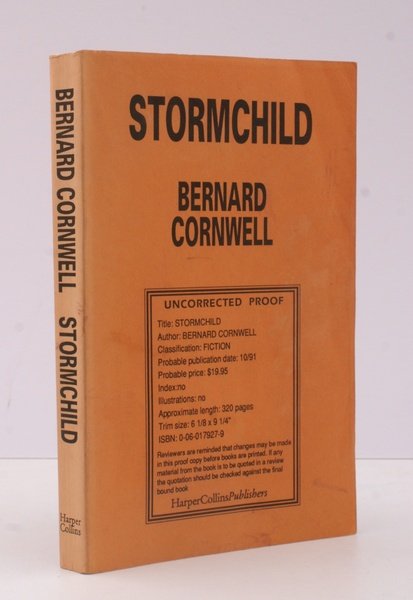 BERNARD CORNWELL STORMCHILD
Harper
Collins
STORMCHILD
BERNARD
CORNWELL
UNCORRECTED PROOF
Title: STORMCHILD
Author: BERNARD CORNWELL
Classification: FICTION
Probable publication date: 10/91
Probable price: $19.95
Index:no
Illustrations: no
Approximate length: 320 pages
Trim size: 6 1/8 x 9 1/4"
ISBN: 0-06-017927-9
Reviewers are reminded that changes may be made
in this proof copy before books are printed. If any
material from the book is to be quoted in a review
the quotation should be checked against the final
bound book.
HarperCollinsPublishers